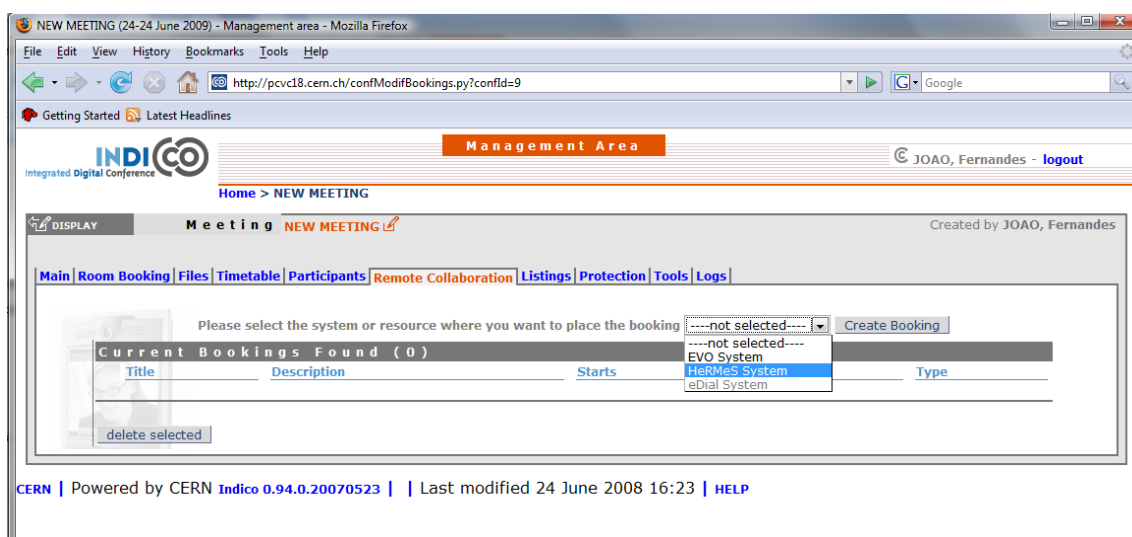 NEW MEETING (24-24 June 2009) - Management area - Mozilla Firefox
File Edit View History Bookmarks Tools Help
http://pcvc18.cern.ch/confModifBookings.py?confId=9
G Google
Getting Started Latest Headlines
Management Area
INDICO
Integrated Digital Conference
JOAO, Fernandes - logout
Home > NEW MEETING
DISPLAY Meeting NEW MEETING Created by JOAO, Fernandes
Main Room Booking Files Timetable Participants Remote Collaboration Listings Protection Tools Logs
Please select the system or resource where you want to place the booking ----not selected---- Create Booking
----not selected----
EVO System
HeRMeS System
eDial System
Current Bookings Found (0)
Title Description Starts Type
delete selected
CERN | Powered by CERN Indico 0.94.0.20070523 | | Last modified 24 June 2008 16:23 | HELP